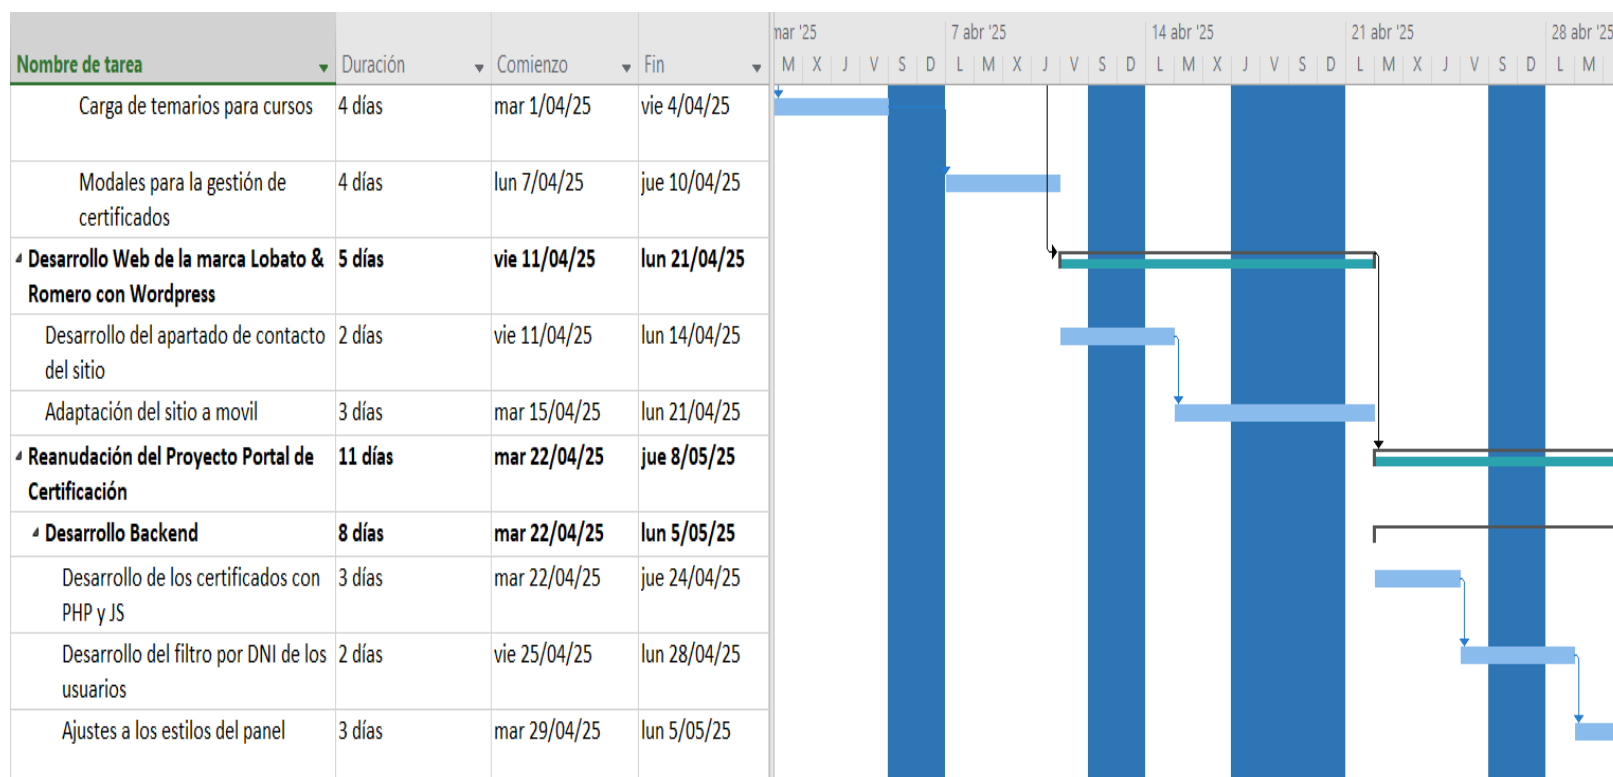 mar '25 7 abr '25 14 abr '25 21 abr '25 28 abr '25
Nombre de tarea Duración Comienzo Fin M X J V S D L M X J V S D L M X J V S D L M X J V S D L M
Carga de temarios para cursos 4 días mar 1/04/25 vie 4/04/25
Modales para la gestión de 4 días lun 7/04/25 jue 10/04/25
certificados
Desarrollo Web de la marca Lobato & 5 días vie 11/04/25 lun 21/04/25
Romero con Wordpress
Desarrollo del apartado de contacto 2 días vie 11/04/25 lun 14/04/25
del sitio
Adaptación del sitio a movil 3 días mar 15/04/25 lun 21/04/25
Reanudación del Proyecto Portal de 11 días mar 22/04/25 jue 8/05/25
Certificación
Desarrollo Backend 8 días mar 22/04/25 lun 5/05/25
Desarrollo de los certificados con 3 días mar 22/04/25 jue 24/04/25
PHP y JS
Desarrollo del filtro por DNI de los 2 días vie 25/04/25 lun 28/04/25
usuarios
Ajustes a los estilos del panel 3 días mar 29/04/25 lun 5/05/25